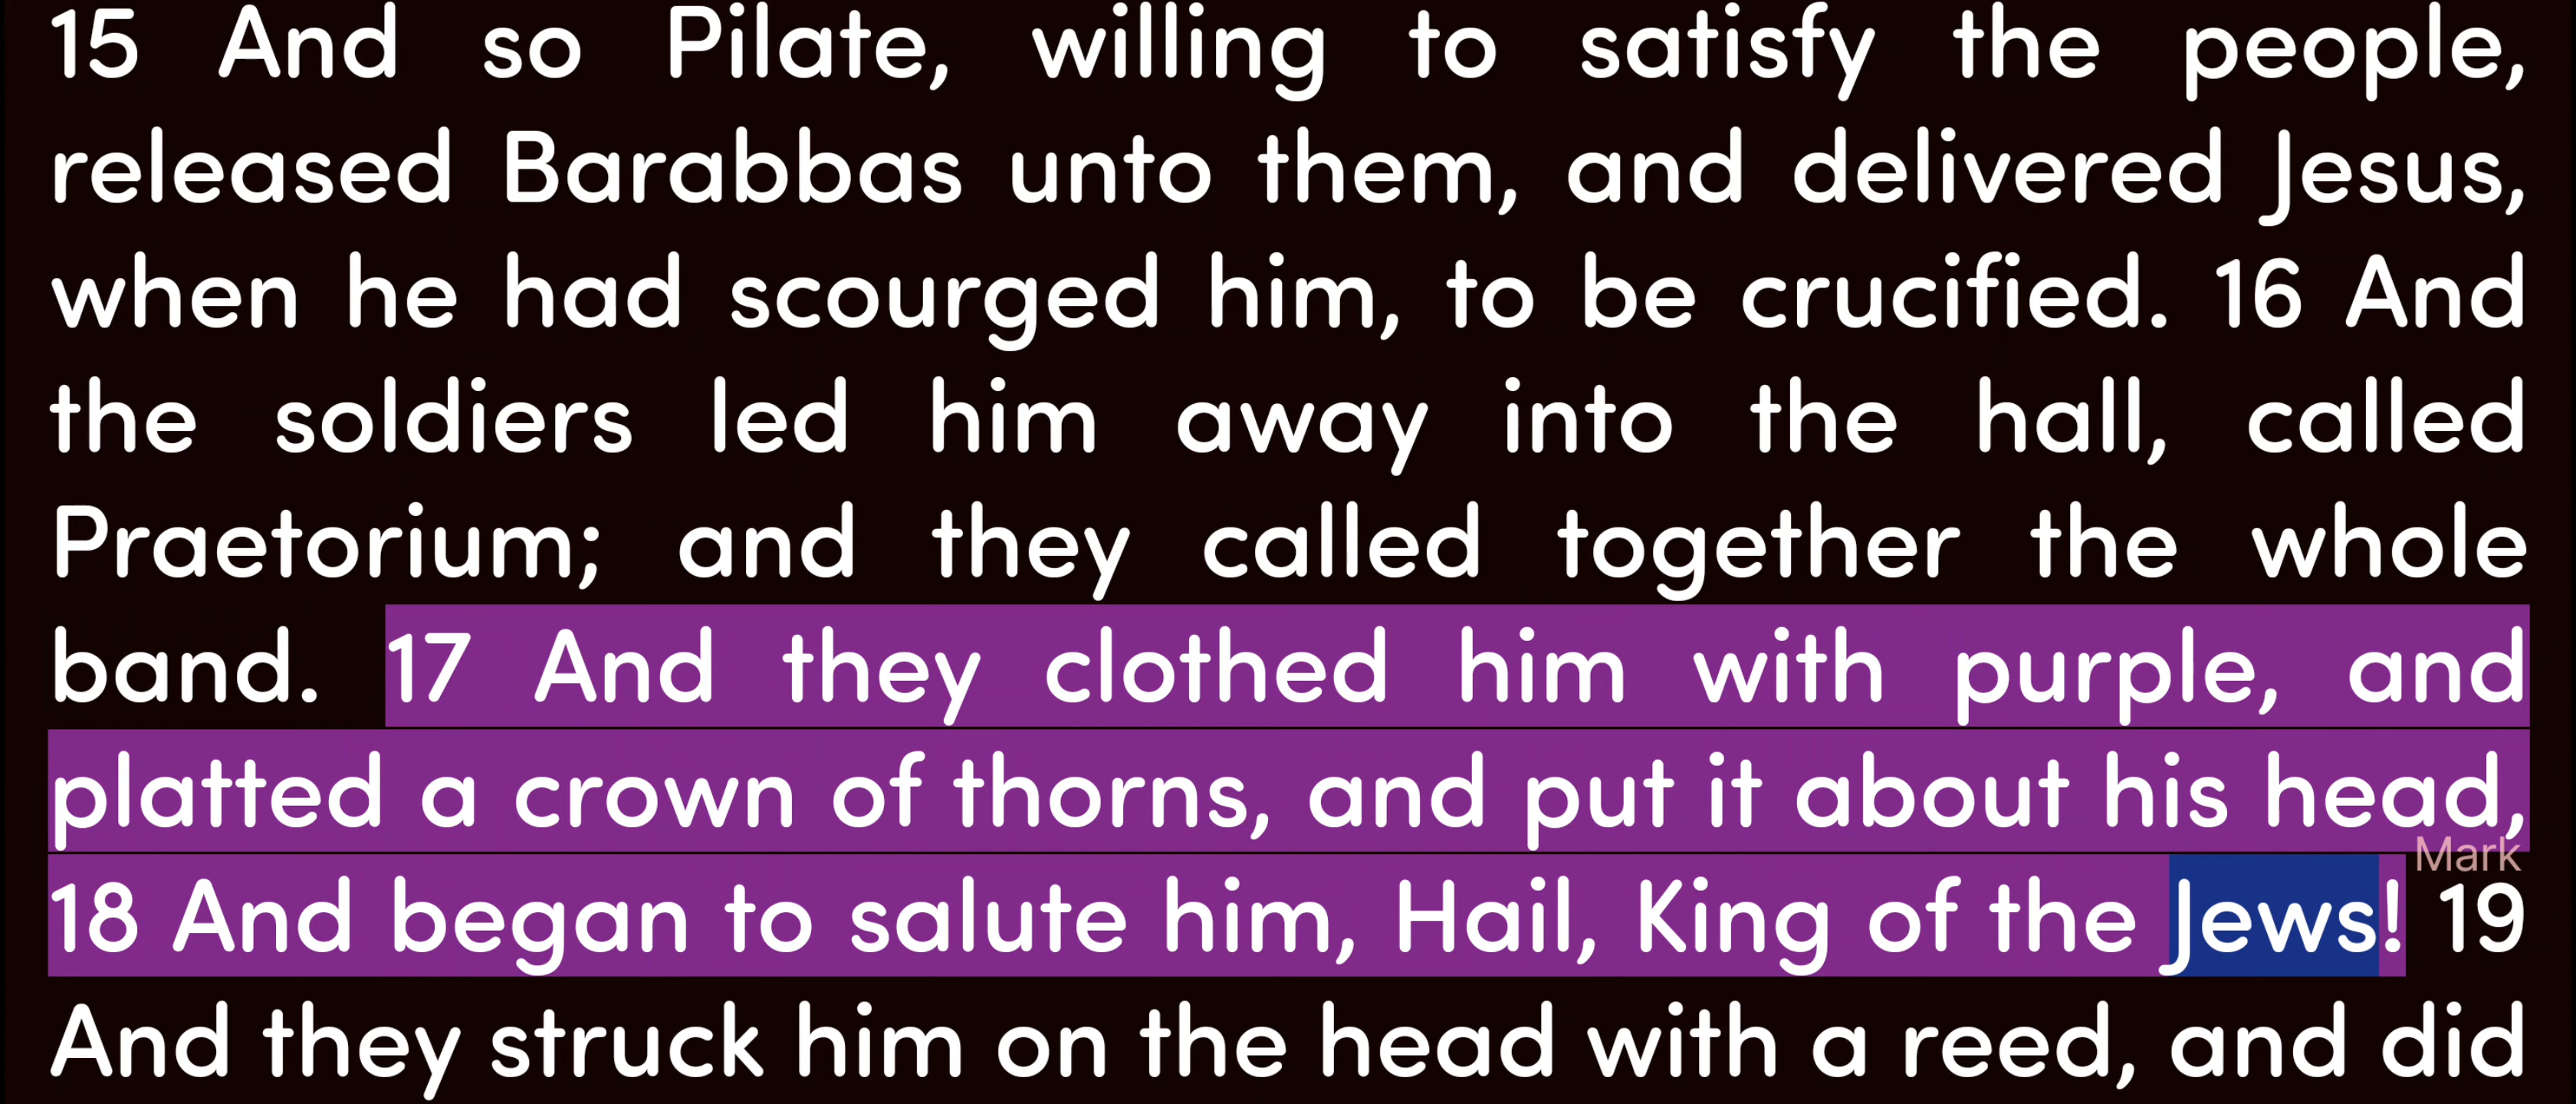 15 And so Pilate, willing to satisfy the people,
released Barabbas unto them, and delivered Jesus,
when he had scourged him, to be crucified. 16 And
the soldiers led him away into the hall, called
Praetorium; and they called together the whole
band. 17 And they clothed him with purple, and
platted a crown of thorns, and put it about his head,
Mark
18 And began to salute him, Hail, King of the Jews! 19
And they struck him on the head with a reed, and did